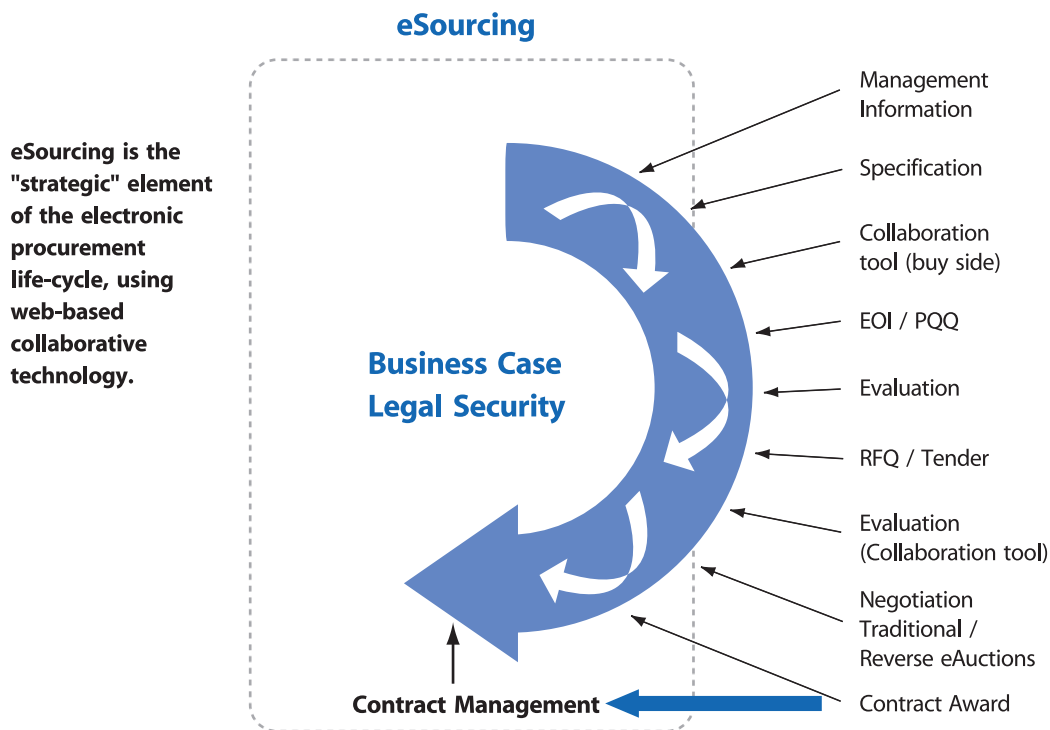 eSourcing
eSourcing is the
"strategic" element
of the electronic
procurement
life-cycle, using
web-based
collaborative
technology.
Business Case
Legal Security
Management
Information
Specification
Collaboration
tool (buy side)
EOI / PQQ
Evaluation
RFQ / Tender
Evaluation
(Collaboration tool)
Negotiation
Traditional /
Reverse eAuctions
Contract Award
Contract Management